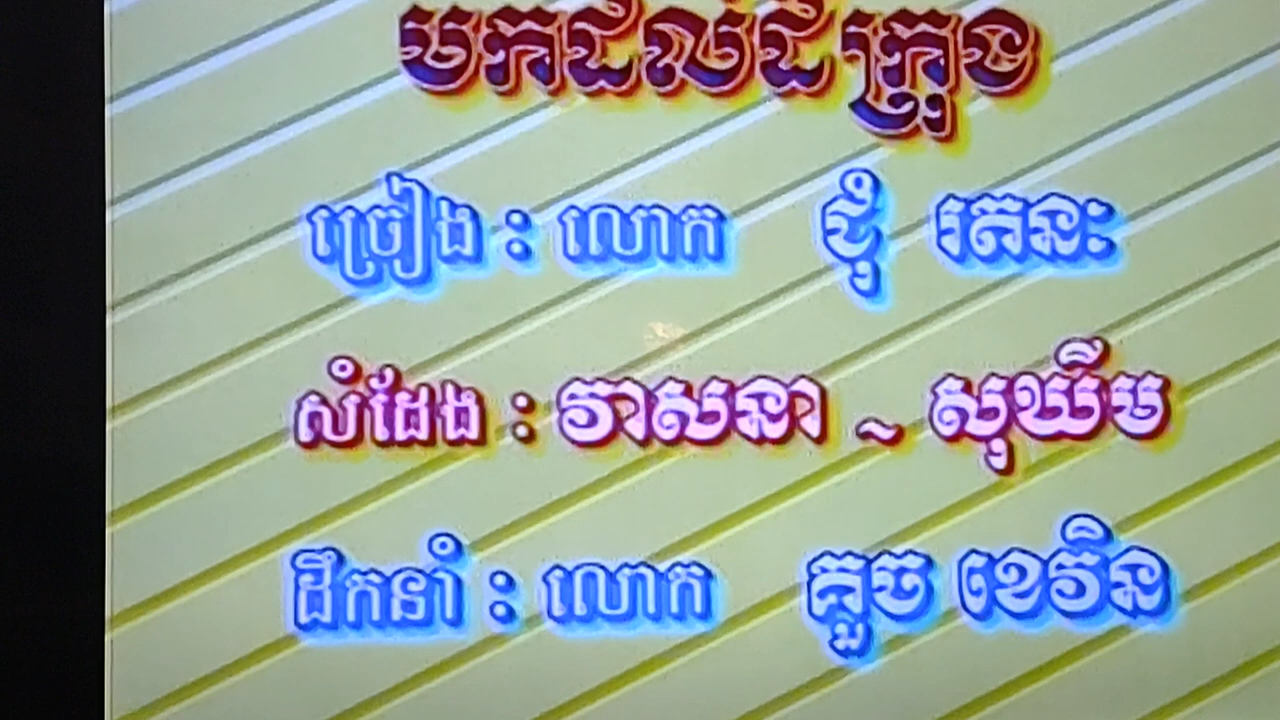 មកដល់ដីក្រុង
ច្រៀង : លោក ជុំ រតនះ
សំដែង : វាសនា ~ សុឃីម
ដឹកនាំ : លោក គួច ខេវិន